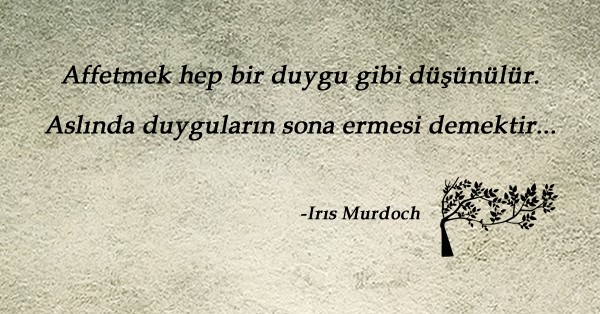 Affetmek hep bir duygu gibi düşünülür.
Aslında duyguların sona ermesi demektir...
-Irıs Murdoch